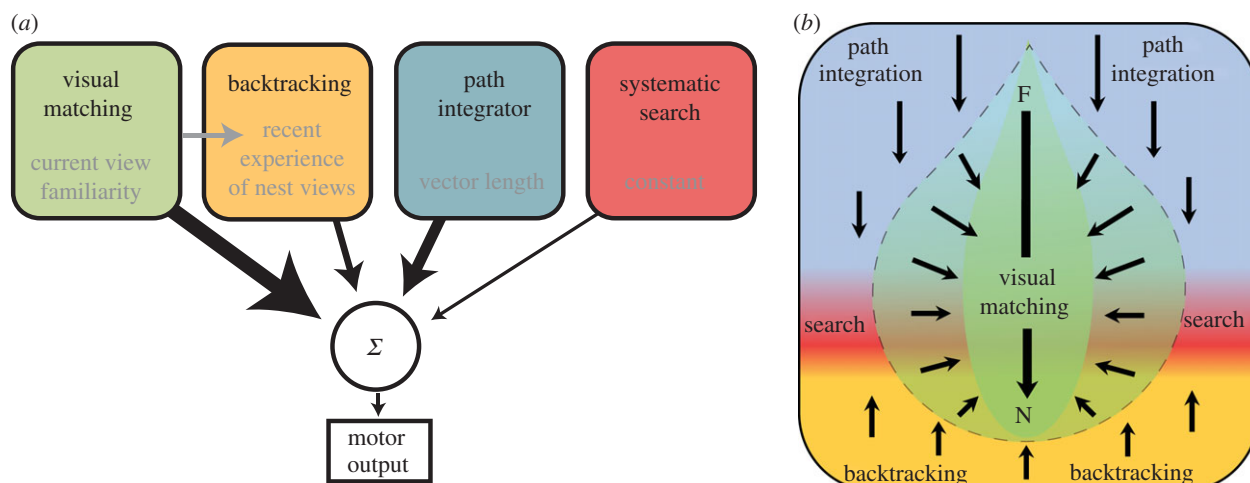 (a)
visual
matching
current view
familiarity
backtracking
recent
experience
of nest views
path
integrator
vector length
systematic
search
constant
Σ
motor
output
(b)
path
integration
path
integration
F
visual
matching
search
search
N
backtracking
backtracking